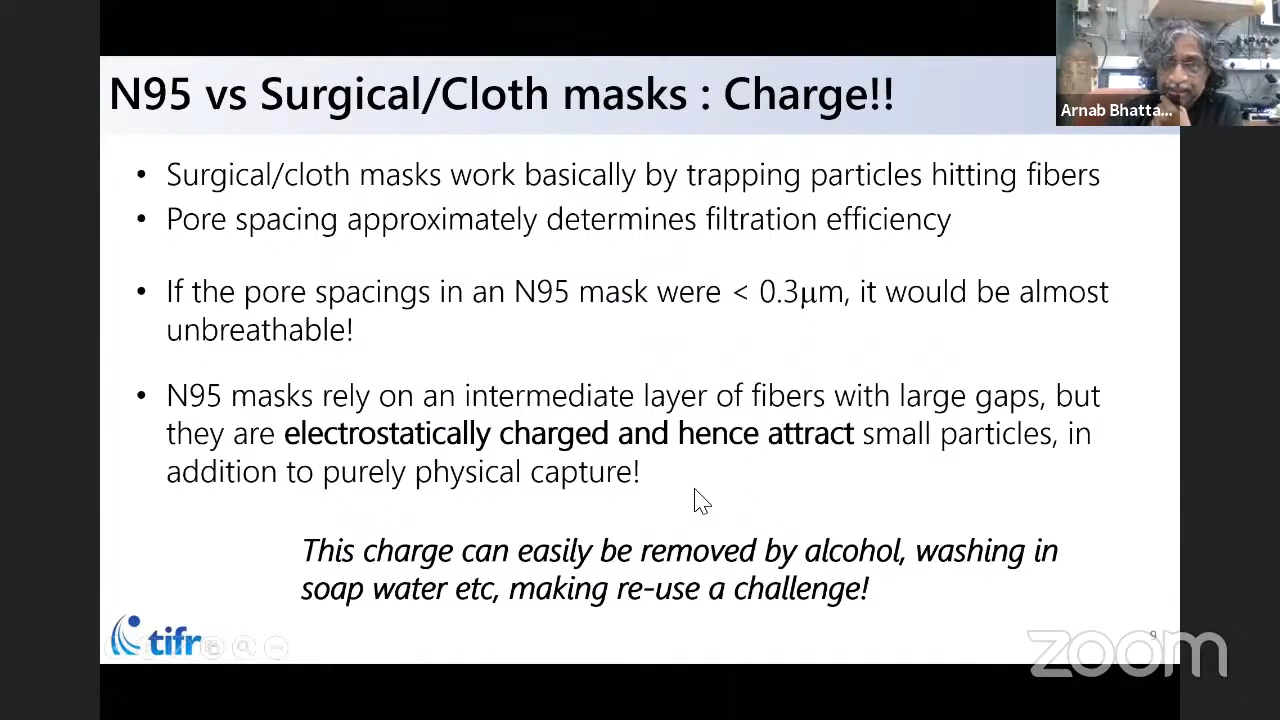 N95 vs Surgical/Cloth masks : Charge!!
Arnab Bhatta...
• Surgical/cloth masks work basically by trapping particles hitting fibers
• Pore spacing approximately determines filtration efficiency
• If the pore spacings in an N95 mask were < 0.3μm, it would be almost
unbreathable!
• N95 masks rely on an intermediate layer of fibers with large gaps, but
they are electrostatically charged and hence attract small particles, in
addition to purely physical capture!
This charge can easily be removed by alcohol, washing in
soap water etc, making re-use a challenge!
tifr
9
zoom